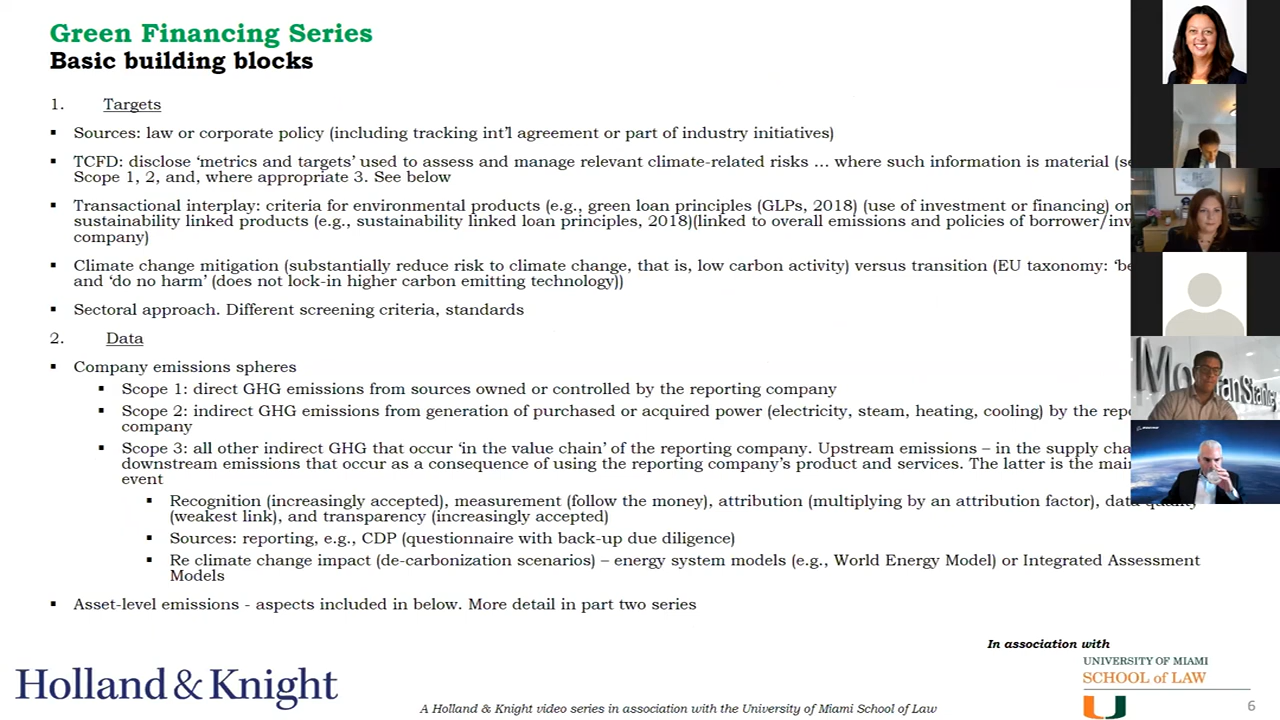 Green Financing Series
Basic building blocks
1. Targets
▪ Sources: law or corporate policy (including tracking int'l agreement or part of industry initiatives)
▪ TCFD: disclose ‘metrics and targets’ used to assess and manage relevant climate-related risks … where such information is material
Scope 1, 2, and, where appropriate 3. See below
▪ Transactional interplay: criteria for environmental products (e.g., green loan principles (GLPs, 2018) (use of investment or financing) or
sustainability linked products (e.g., sustainability linked loan principles, 2018)(linked to overall emissions and policies of borrower/
company)
▪ Climate change mitigation (substantially reduce risk to climate change, that is, low carbon activity) versus transition (EU taxonomy:
and ‘do no harm’ (does not lock-in higher carbon emitting technology))
▪ Sectoral approach. Different screening criteria, standards
2. Data
▪ Company emissions spheres
▪ Scope 1: direct GHG emissions from sources owned or controlled by the reporting company
▪ Scope 2: indirect GHG emissions from generation of purchased or acquired power (electricity, steam, heating, cooling) by the
company
▪ Scope 3: all other indirect GHG that occur ‘in the value chain’ of the reporting company. Upstream emissions – in the supply
downstream emissions that occur as a consequence of using the reporting company’s product and services. The latter is the
event
▪ Recognition (increasingly accepted), measurement (follow the money), attribution (multiplying by an attribution factor),
(weakest link), and transparency (increasingly accepted)
▪ Sources: reporting, e.g., CDP (questionnaire with back-up due diligence)
▪ Re climate change impact (de-carbonization scenarios) – energy system models (e.g., World Energy Model) or Integrated Assessment
Models
▪ Asset-level emissions - aspects included in below. More detail in part two series
In association with
UNIVERSITY OF MIAMI
SCHOOL of LAW
Holland & Knight
A Holland & Knight video series in association with the University of Miami School of Law
6